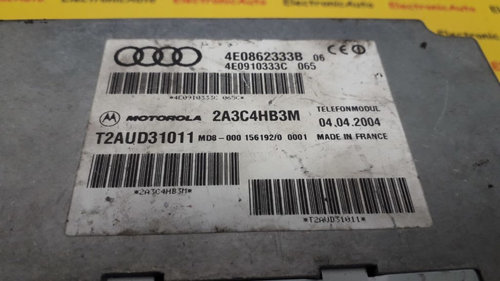 4E0862333B 06
4E0910333C 065
*4E0910333C 065C*
MOTOROLA 2A3C4HB3M
TELEFONMODUL
04.04.2004
T2AUD31011 MD8-000 156192/0 0001 MADE IN FRANCE
*2A3C4HB3M*
*T2AUD31011*